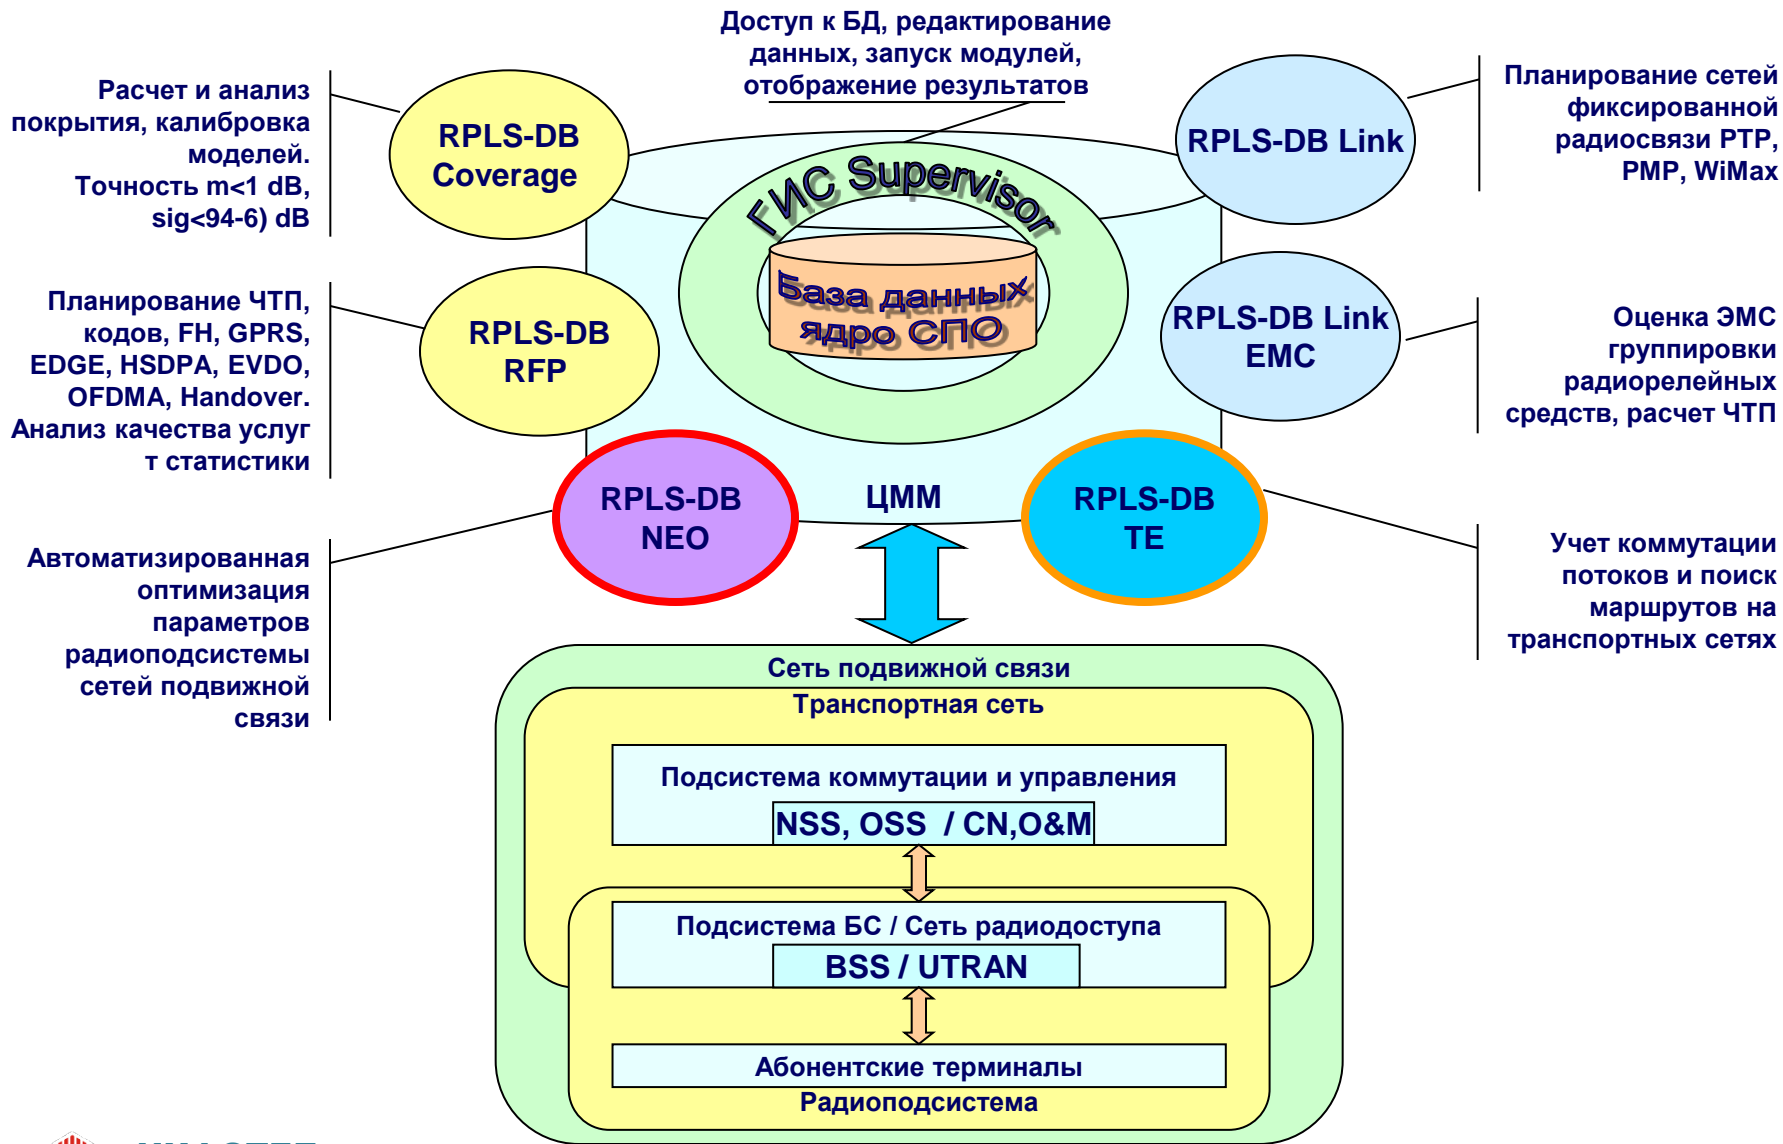 Доступ к БД, редактирование
данных, запуск модулей,
отображение результатов
Расчет и анализ
покрытия, калибровка
моделей.
Точность m<1 dB,
sig<94-6) dB
RPLS-DB
Coverage
RPLS-DB Link
Планирование сетей
фиксированной
радиосвязи PTP,
PMP, WiMax
ГИС Supervisor
База данных
ядро СПО
Планирование ЧТП,
кодов, FH, GPRS,
EDGE, HSDPA, EVDO,
OFDMA, Handover.
Анализ качества услуг
т статистики
RPLS-DB
RFP
RPLS-DB Link
EMC
Оценка ЭМС
группировки
радиорелейных
средств, расчет ЧТП
RPLS-DB
NEO
ЦММ
RPLS-DB
TE
Автоматизированная
оптимизация
параметров
радиоподсистемы
сетей подвижной
связи
Учет коммутации
потоков и поиск
маршрутов на
транспортных сетях
Сеть подвижной связи
Транспортная сеть
Подсистема коммутации и управления
NSS, OSS / CN,O&M
Подсистема БС / Сеть радиодоступа
BSS / UTRAN
Абонентские терминалы
Радиоподсистема